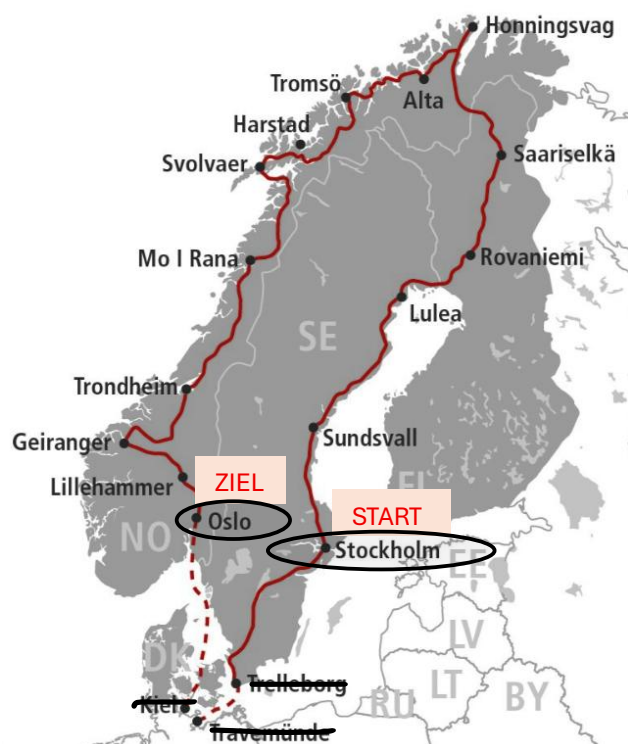 Honningsvag
Tromsö
Alta
Harstad
Saariselkä
Svolvaer
Mo I Rana
Rovaniemi
Lulea
SE
Trondheim
Sundsvall
Geiranger
ZIEL
Lillehammer
FI
START
Oslo
NO
Stockholm
EE
LV
DK
Trelleborg
LT
BY
RU
Kiel
Travemünde